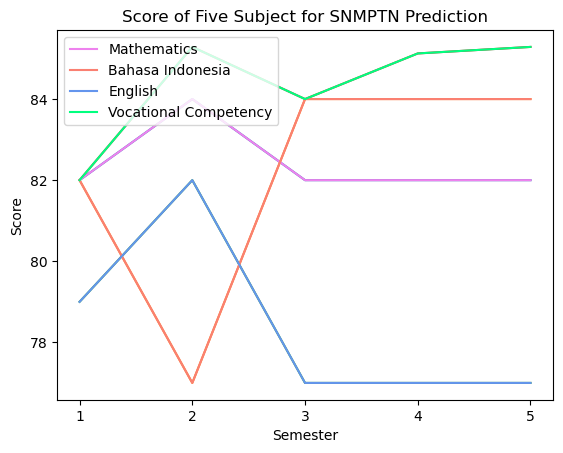 Score of Five Subject for SNMPTN Prediction
Mathematics
Bahasa Indonesia
English
Vocational Competency
84
82
80
78
Score
1 2 3 4 5
Semester